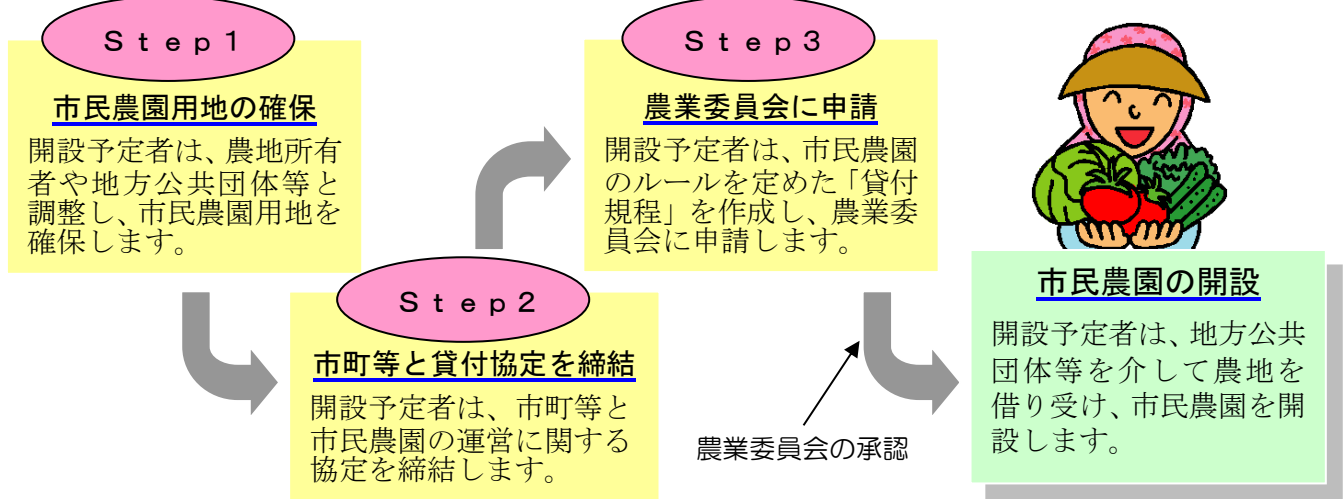 Ｓｔｅｐ１
市民農園用地の確保
開設予定者は、農地所有
者や地方公共団体等と
調整し、市民農園用地を
確保します。
Ｓｔｅｐ２
市町等と貸付協定を締結
開設予定者は、市町等と
市民農園の運営に関する
協定を締結します。
Ｓｔｅｐ３
農業委員会に申請
開設予定者は、市民農園
のルールを定めた「貸付
規程」を作成し、農業委
員会に申請します。
農業委員会の承認
市民農園の開設
開設予定者は、地方公共
団体等を介して農地を
借り受け、市民農園を開
設します。